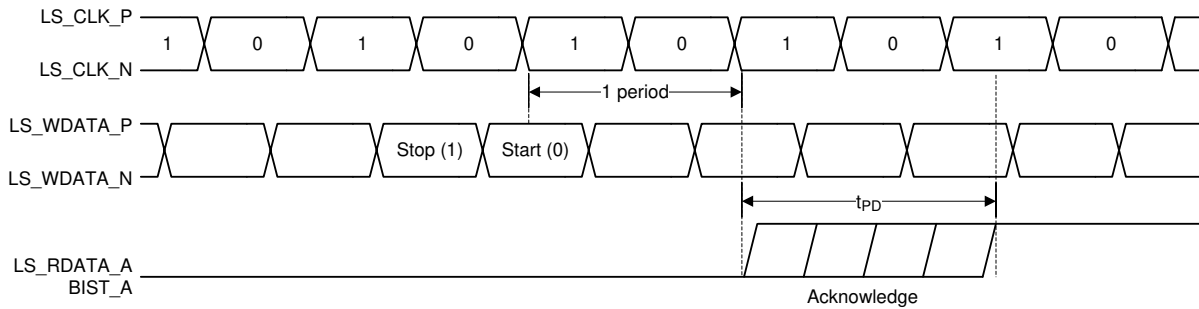 LS_CLK_P
1 0 1 0 1 0 1 0 1 0
LS_CLK_N
1 period
LS_WDATA_P
Stop (1) Start (0)
LS_WDATA_N
tPD
LS_RDATA_A
BIST_A
Acknowledge